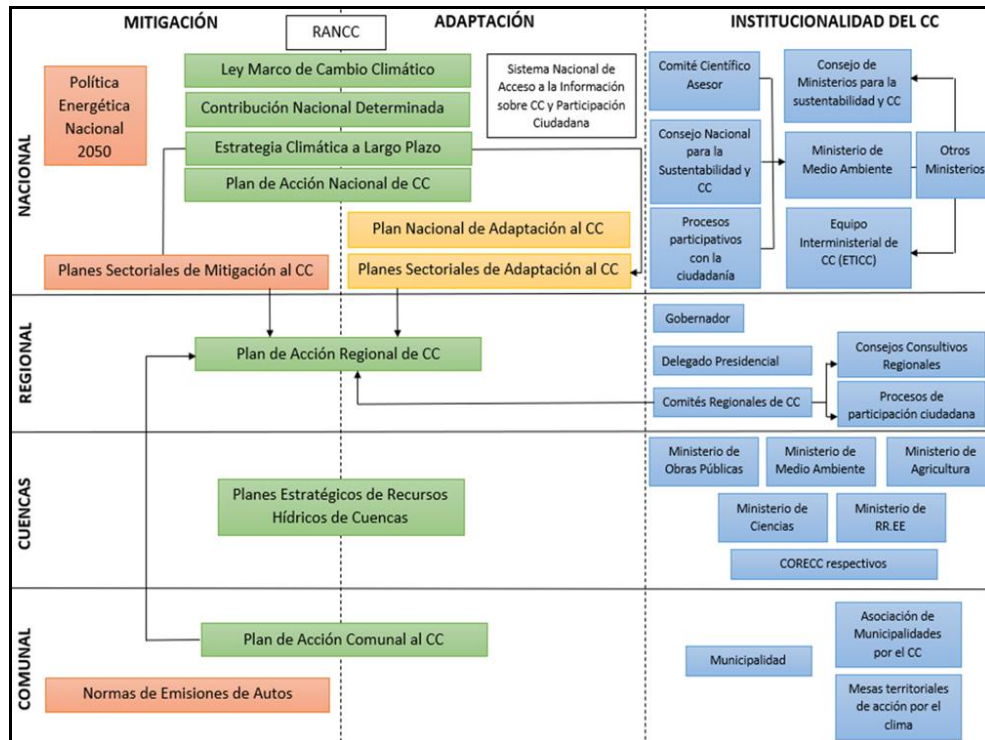 MITIGACIÓN
ADAPTACIÓN
INSTITUCIONALIDAD DEL CC
RANCC
NACIONAL
Política
Energética
Nacional
2050
Ley Marco de Cambio Climático
Contribución Nacional Determinada
Estrategia Climática a Largo Plazo
Plan de Acción Nacional de CC
Sistema Nacional de
Acceso a la Información
sobre CC y Participación
Ciudadana
Plan Nacional de Adaptación al CC
Planes Sectoriales de Mitigación al CC
Planes Sectoriales de Adaptación al CC
Comité Científico
Asesor
Consejo de
Ministerios para la
sustentabilidad y CC
Consejo Nacional
para la
Sustentabilidad y
CC
Ministerio de
Medio Ambiente
Otros
Ministerios
Procesos
participativos
con la
ciudadanía
Equipo
Interministerial de
CC (ETICC)
REGIONAL
Plan de Acción Regional de CC
Gobernador
Delegado Presidencial
Comités Regionales de CC
Consejos Consultivos
Regionales
Procesos de
participación ciudadana
CUENCAS
Planes Estratégicos de Recursos
Hídricos de Cuencas
Ministerio de
Obras Públicas
Ministerio de
Medio Ambiente
Ministerio de
Agricultura
Ministerio de
Ciencias
Ministerio de
RR.EE
CORECC respectivos
COMUNAL
Plan de Acción Comunal al CC
Normas de Emisiones de Autos
Municipalidad
Asociación de
Municipalidades
por el CC
Mesas territoriales
de acción por el
clima